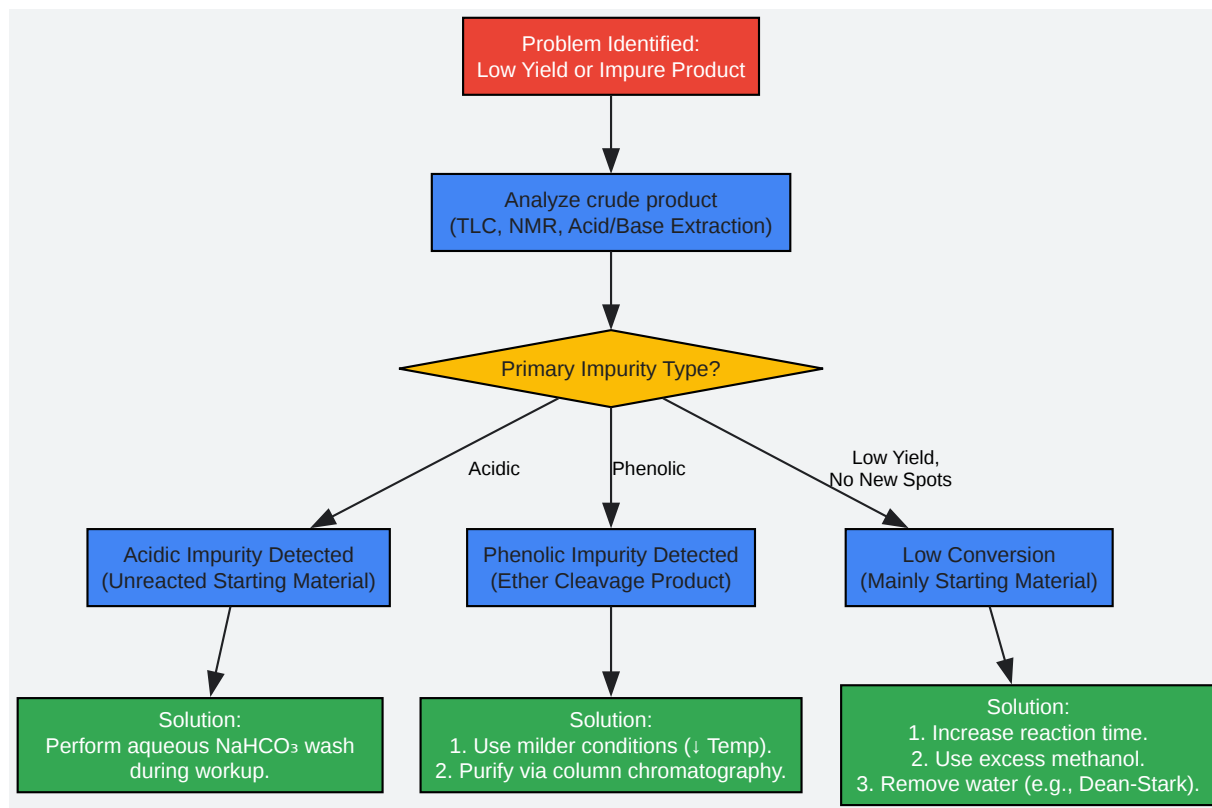 Problem Identified:
Low Yield or Impure Product
Analyze crude product
(TLC, NMR, Acid/Base Extraction)
Primary Impurity Type?
Acidic
Phenolic
Low Yield,
No New Spots
Acidic Impurity Detected
(Unreacted Starting Material)
Phenolic Impurity Detected
(Ether Cleavage Product)
Low Conversion
(Mainly Starting Material)
Solution:
Perform aqueous NaHCO₃ wash
during workup.
Solution:
1. Use milder conditions (↓ Temp).
2. Purify via column chromatography.
Solution:
1. Increase reaction time.
2. Use excess methanol.
3. Remove water (e.g., Dean-Stark).